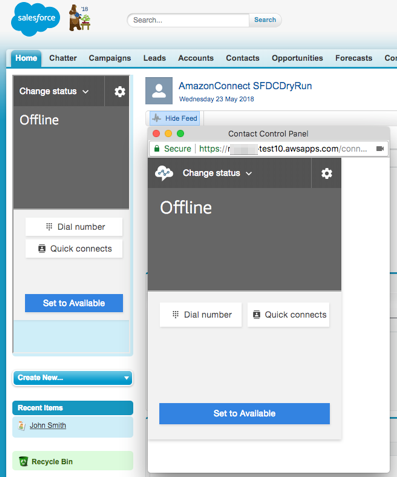 salesforce
'18
Search...
Search
Home
Chatter
Campaigns
Leads
Accounts
Contacts
Opportunities
Forecasts
Change status
Offline
Dial number
Quick connects
Set to Available
Create New...
Recent Items
John Smith
Recycle Bin
AmazonConnect SFDCDryRun
Wednesday 23 May 2018
Hide Feed
Contact Control Panel
Secure https://r test10.awsapps.com/conn...
Change status
Offline
Dial number
Quick connects
Set to Available